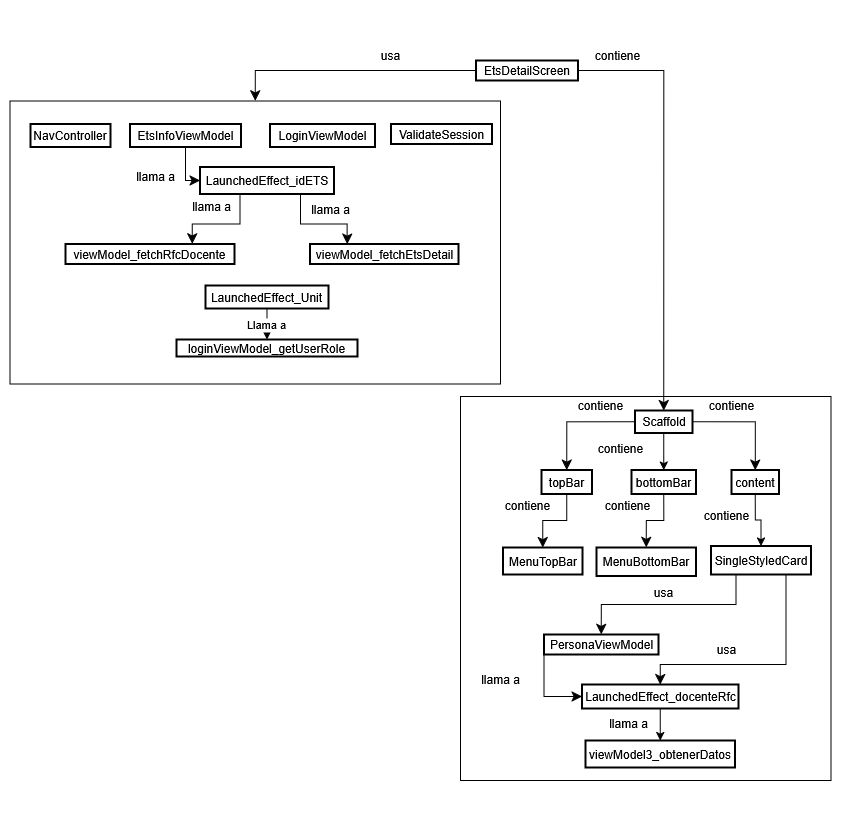 usa
contiene
EtsDetailScreen
NavController
EtsInfoViewModel
LoginViewModel
ValidateSession
llama a
LaunchedEffect_idETS
llama a
llama a
viewModel_fetchRfcDocente
viewModel_fetchEtsDetail
LaunchedEffect_Unit
Llama a
loginViewModel_getUserRole
contiene
contiene
Scaffold
contiene
topBar
bottomBar
content
contiene
contiene
contiene
MenuTopBar
MenuBottomBar
SingleStyledCard
usa
PersonaViewModel
usa
llama a
LaunchedEffect_docenteRfc
llama a
viewModel3_obtenerDatos